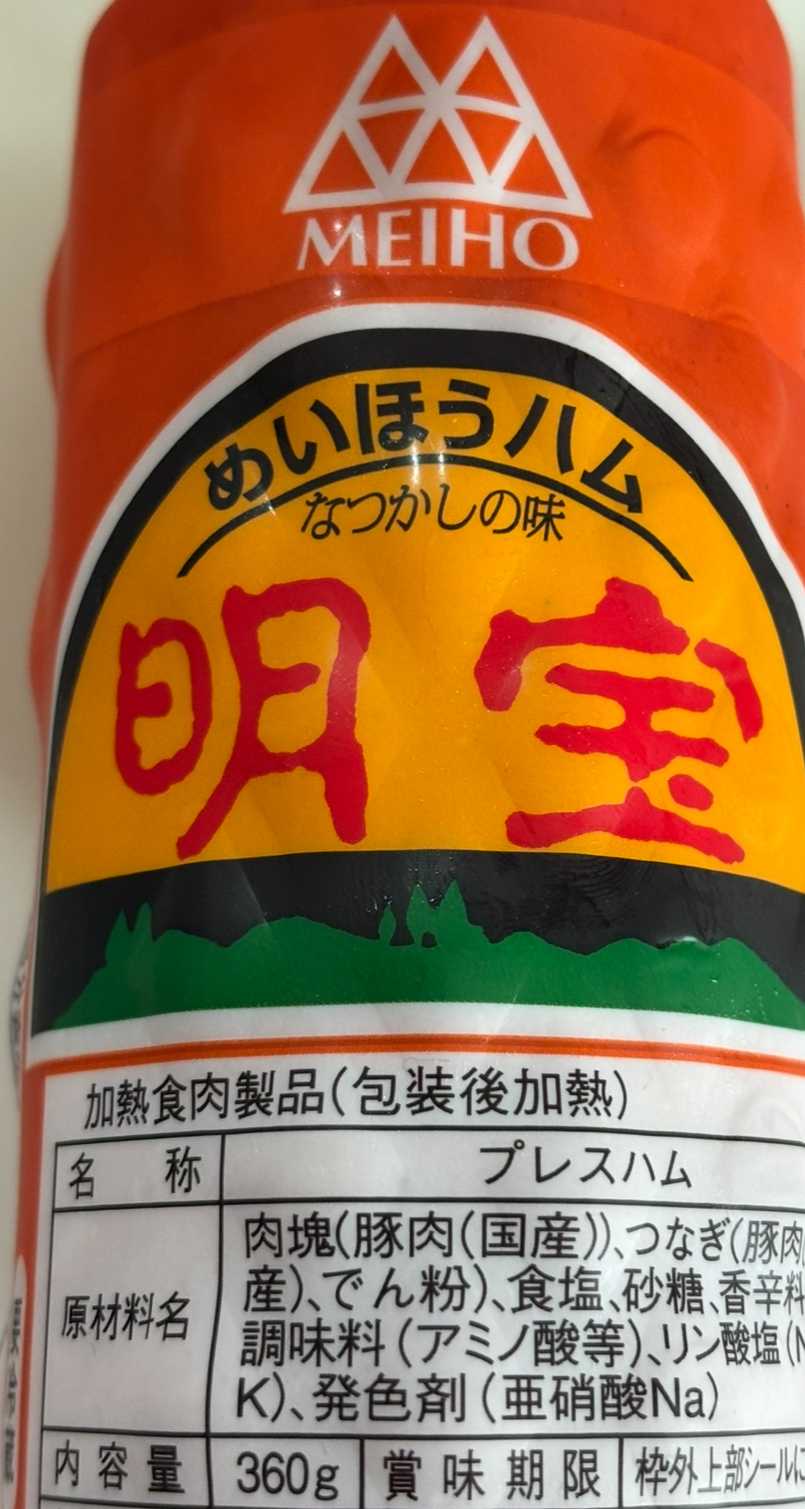 MEIHO
めいほうハム
なつかしの味
明宝
加熱食肉製品(包装後加熱)
名称 プレスハム
原材料名 肉塊(豚肉(国産))、つなぎ(豚肉(
産)、でん粉)、食塩、砂糖、香辛料
調味料(アミノ酸等)、リン酸塩(N
K)、発色剤(亜硝酸Na)
内容量 360g 賞味期限 枠外上部シールに